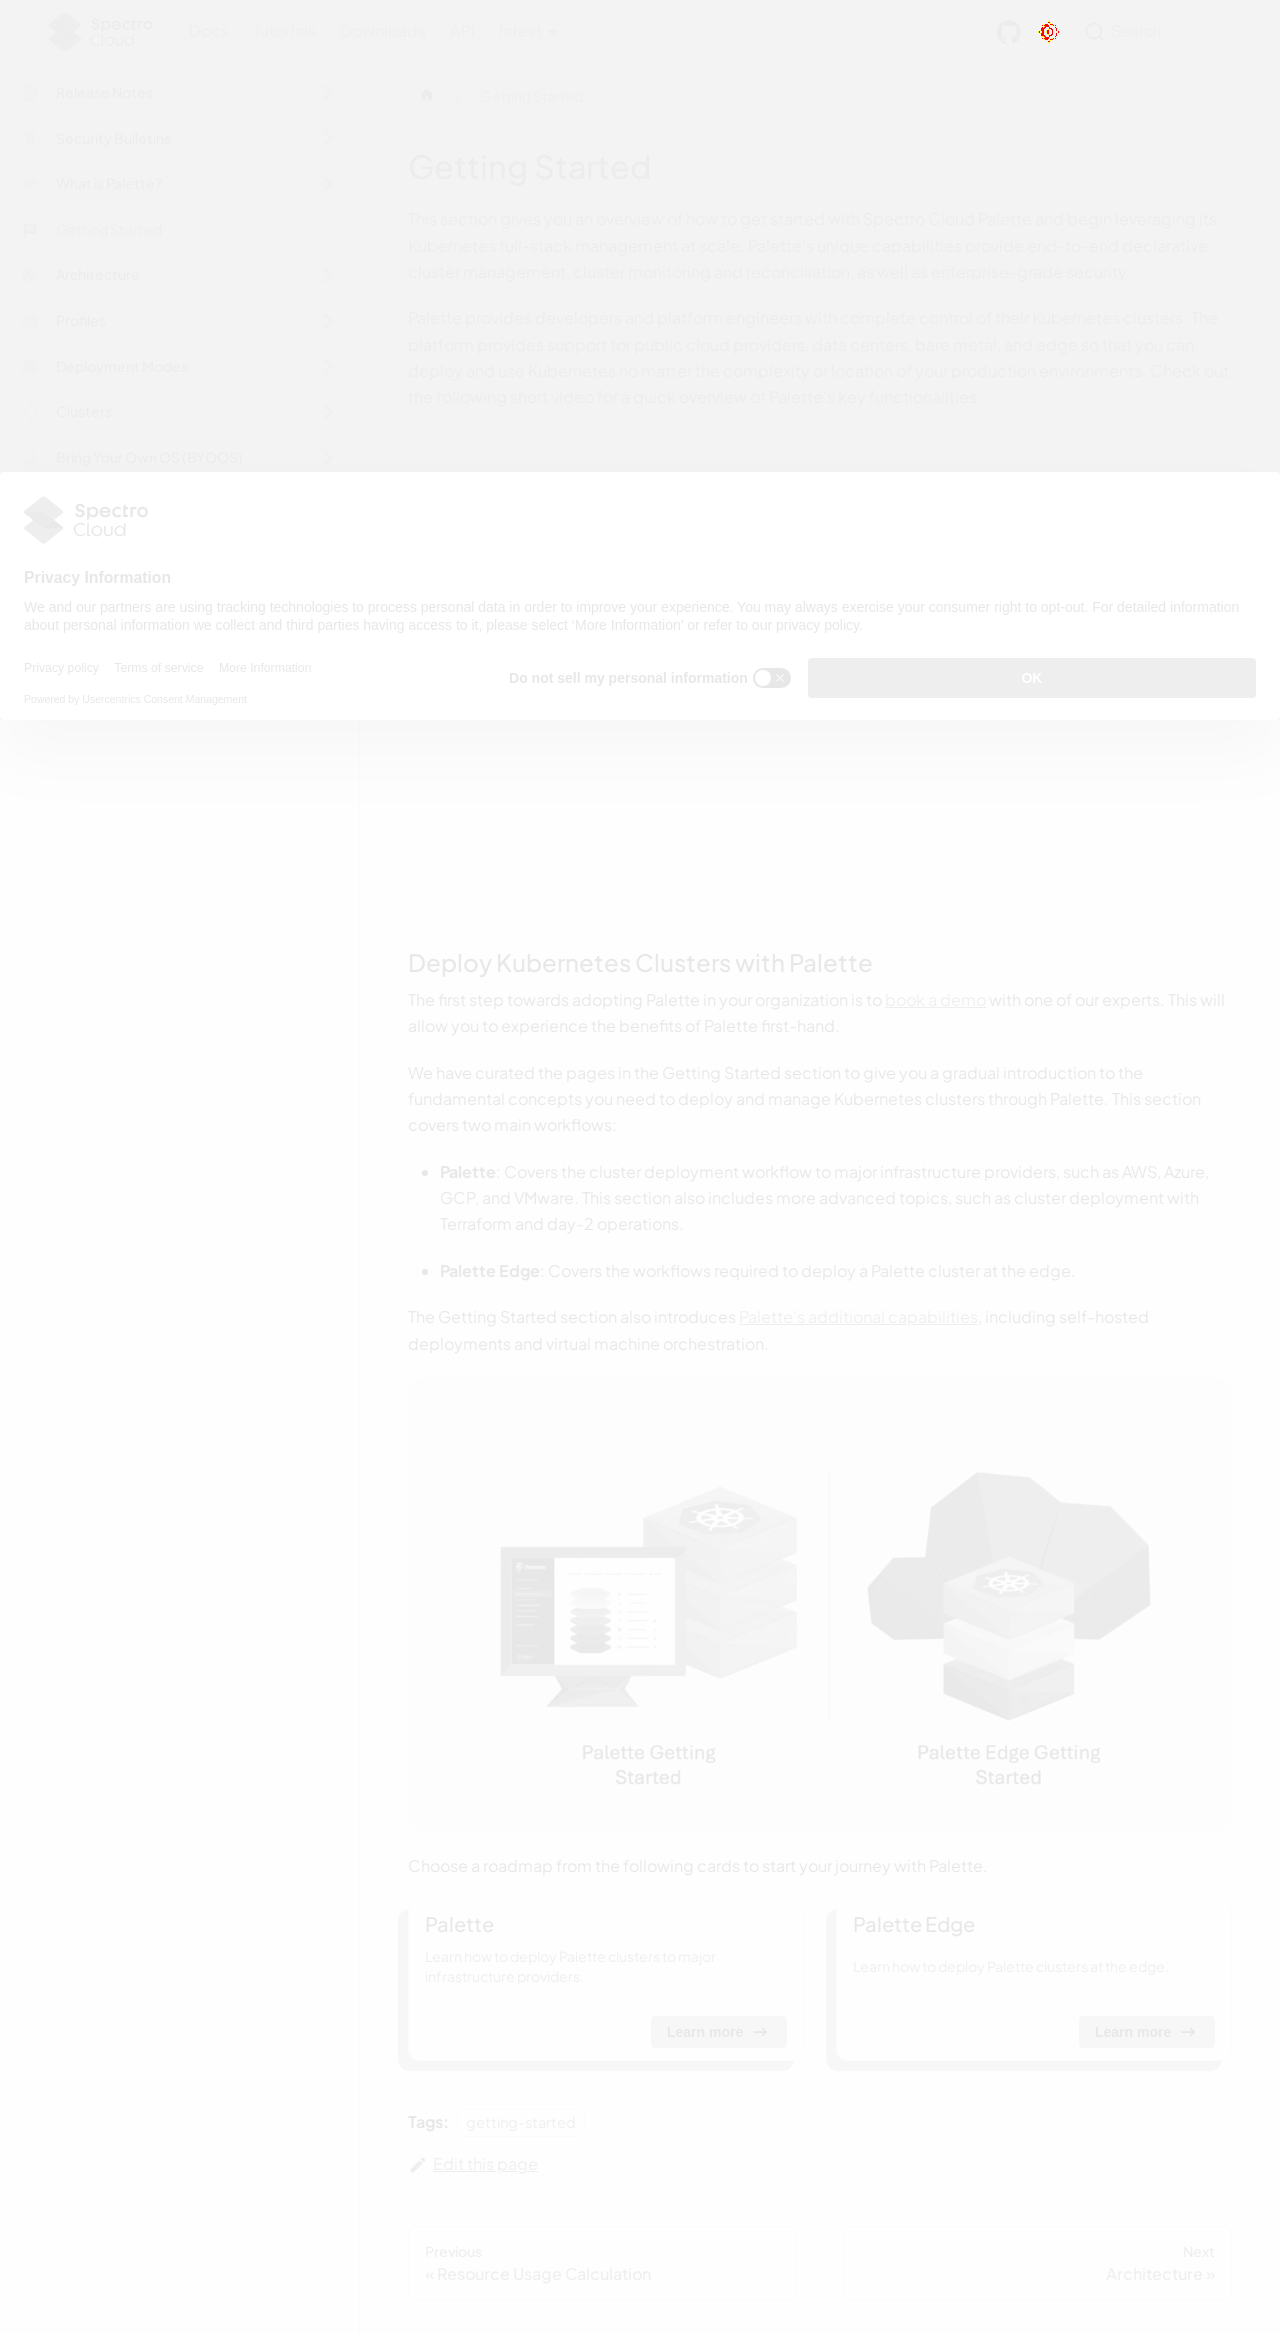 Spectro
Cloud
Docs
Tutorials
Downloads
API
latest
Search
Release Notes
Security Bulletins
What is Palette?
Getting Started
Architecture
Profiles
Deployment Modes
Clusters
Bring Your Own OS (BYOOS)
Getting Started
Getting Started
This section gives you an overview of how to get started with Spectro Cloud Palette and begin leveraging its
Kubernetes full-stack management at scale. Palette's unique capabilities provide end-to-end declarative
cluster management, cluster monitoring and reconciliation, as well as enterprise-grade security.
Palette provides developers and platform engineers with complete control of their Kubernetes clusters. The
platform provides support for public cloud providers, data centers, bare metal, and edge so that you can
deploy and use Kubernetes no matter the complexity or location of your production environments. Check out
the following short video for a quick overview of Palette's key functionalities.
Spectro
Cloud
Privacy Information
We and our partners are using tracking technologies to process personal data in order to improve your experience. You may always exercise your consumer right to opt-out. For detailed information
about personal information we collect and third parties having access to it, please select 'More Information' or refer to our privacy policy.
Privacy policy
Terms of service
More Information
Powered by Usercentrics Consent Management
Do not sell my personal information
OK
Deploy Kubernetes Clusters with Palette
The first step towards adopting Palette in your organization is to book a demo with one of our experts. This will
allow you to experience the benefits of Palette first-hand.
We have curated the pages in the Getting Started section to give you a gradual introduction to the
fundamental concepts you need to deploy and manage Kubernetes clusters through Palette. This section
covers two main workflows:
Palette: Covers the cluster deployment workflow to major infrastructure providers, such as AWS, Azure,
GCP, and VMware. This section also includes more advanced topics, such as cluster deployment with
Terraform and day-2 operations.
Palette Edge: Covers the workflows required to deploy a Palette cluster at the edge.
The Getting Started section also introduces Palette's additional capabilities, including self-hosted
deployments and virtual machine orchestration.
Palette Getting
Started
Palette Edge Getting
Started
Choose a roadmap from the following cards to start your journey with Palette.
Palette
Learn how to deploy Palette clusters to major
infrastructure providers.
Learn more
Palette Edge
Learn how to deploy Palette clusters at the edge.
Learn more
Tags:
getting-started
Edit this page
Previous
« Resource Usage Calculation
Next
Architecture »